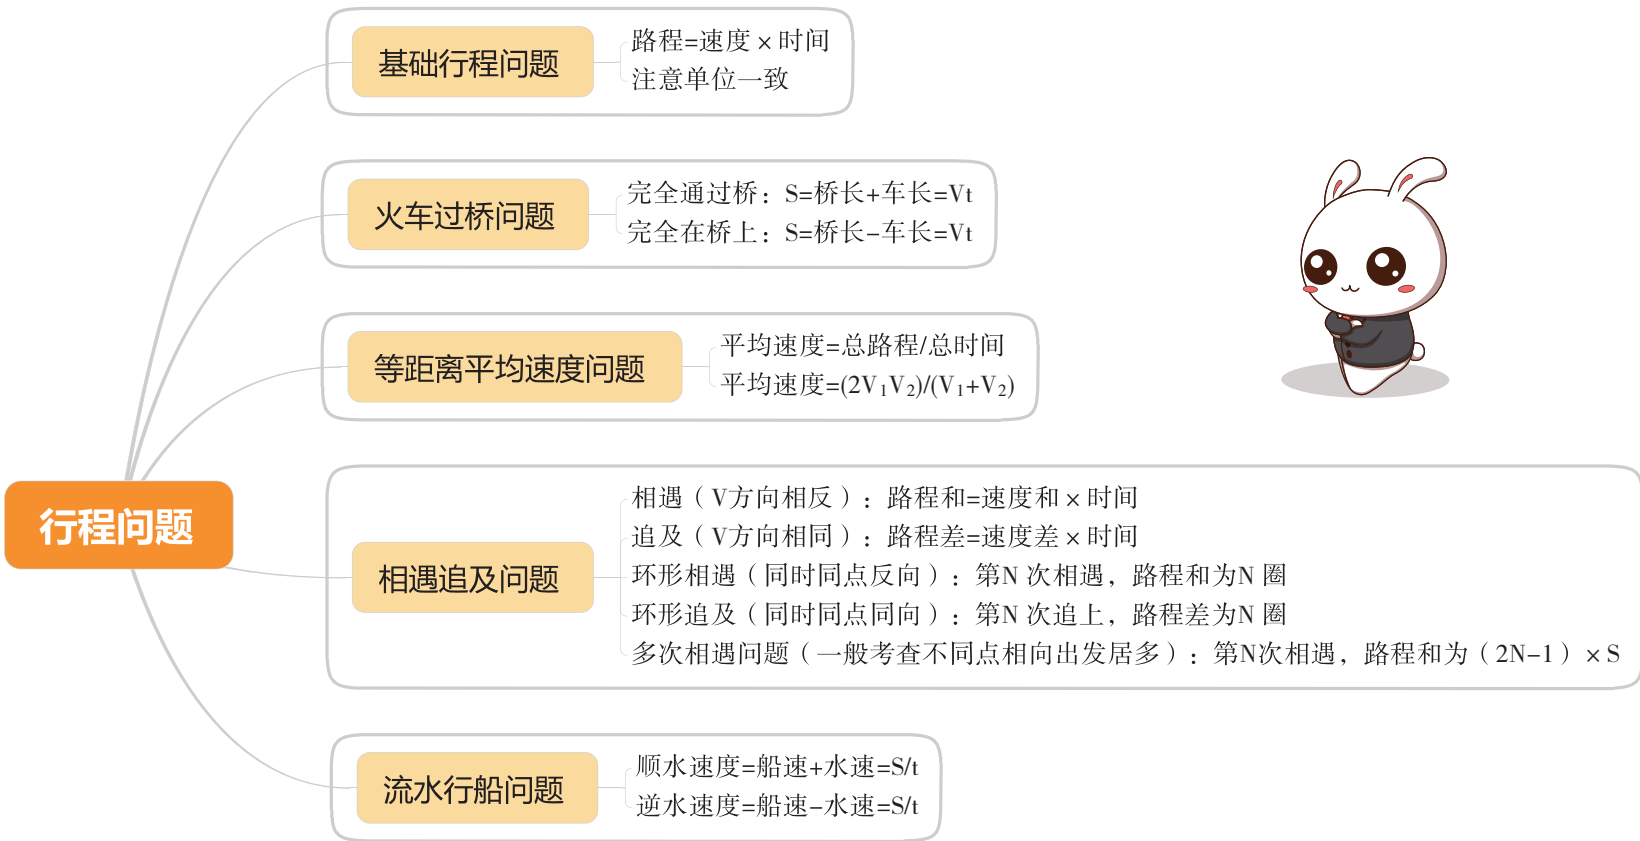 行程问题
基础行程问题
路程=速度×时间
注意单位一致
火车过桥问题
完全通过桥：S=桥长+车长=Vt
完全在桥上：S=桥长-车长=Vt
等距离平均速度问题
平均速度=总路程/总时间
平均速度=(2V₁V₂)/(V₁+V₂)
相遇追及问题
相遇（V方向相反）：路程和=速度和×时间
追及（V方向相同）：路程差=速度差×时间
环形相遇（同时同点反向）：第N 次相遇，路程和为N 圈
环形追及（同时同点同向）：第N 次追上，路程差为N 圈
多次相遇问题（一般考查不同点相向出发居多）：第N次相遇，路程和为（2N-1）×S
流水行船问题
顺水速度=船速+水速=S/t
逆水速度=船速-水速=S/t